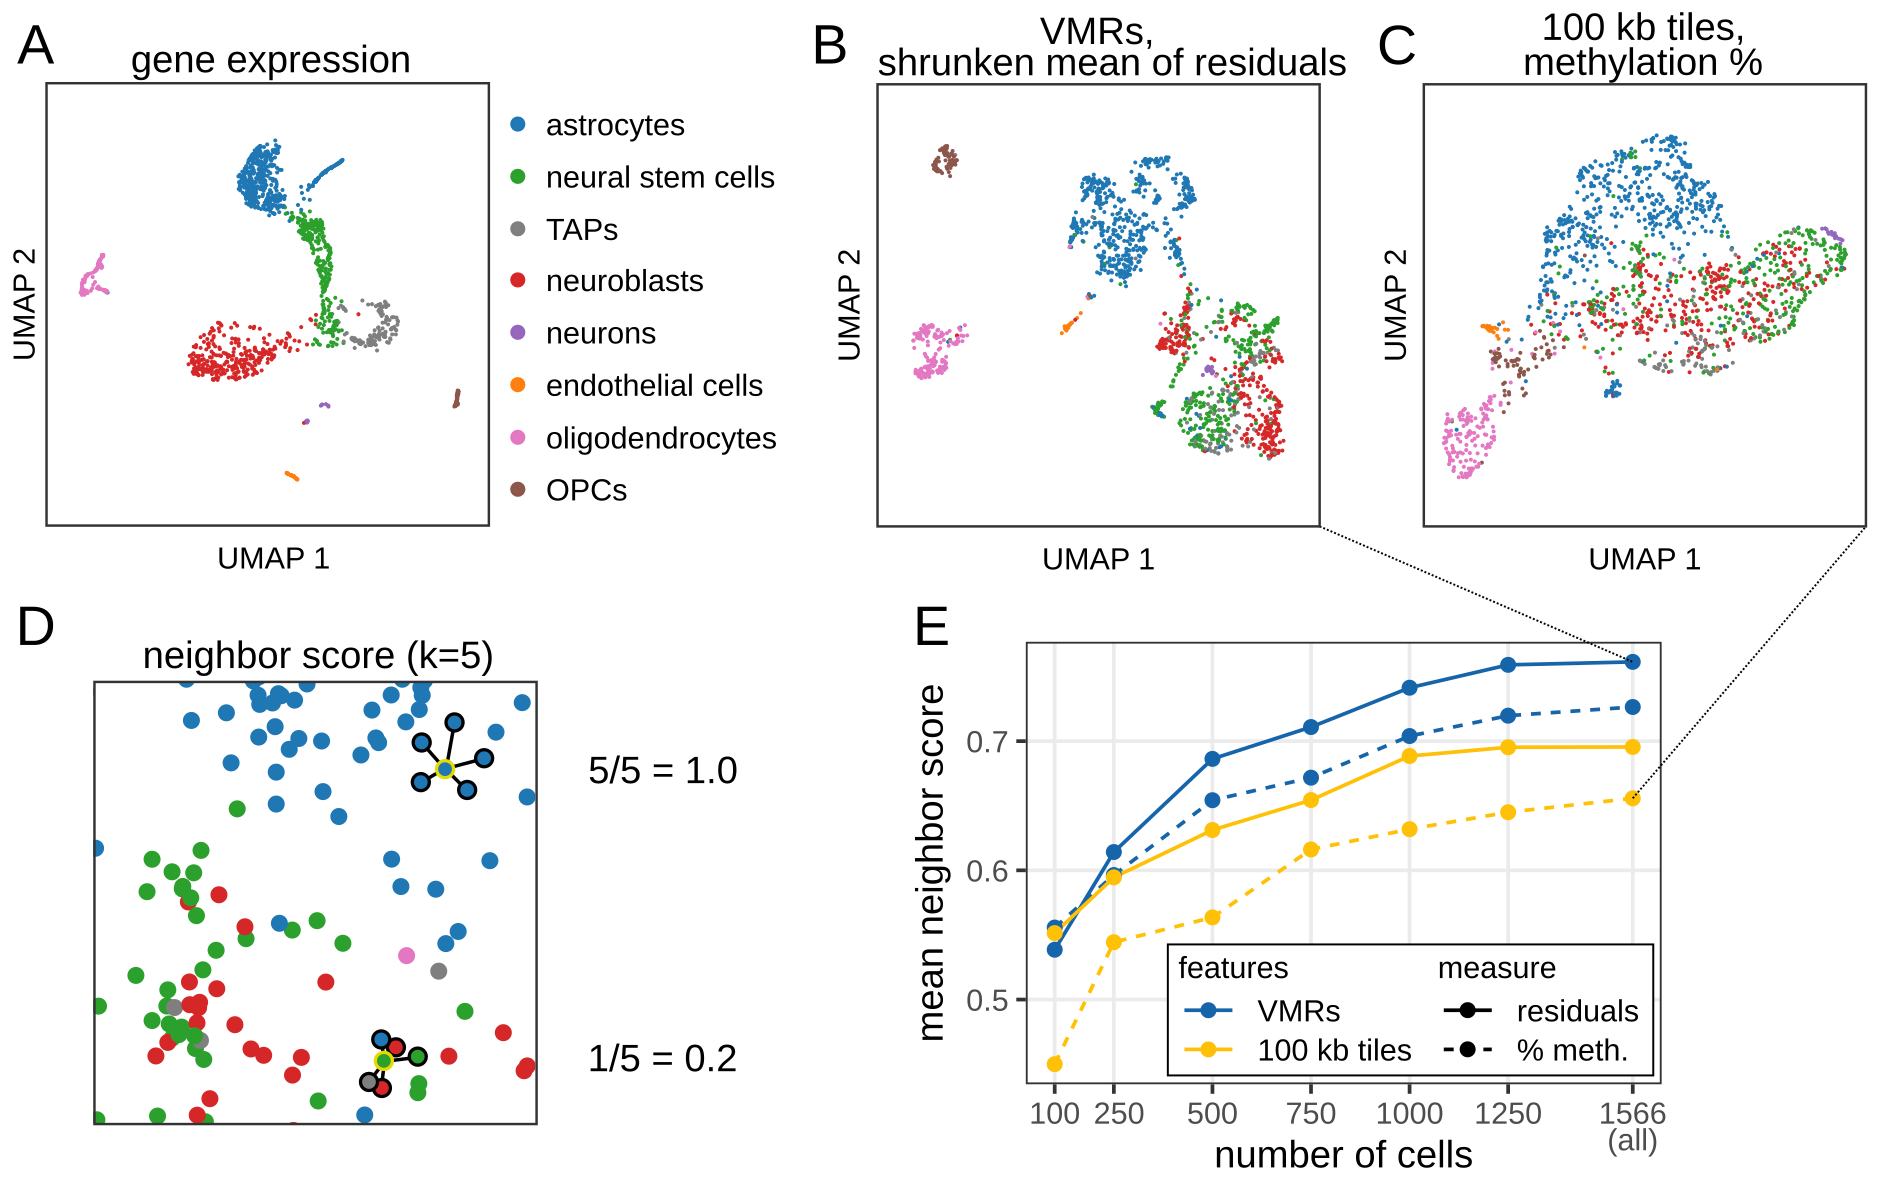 A
gene expression
UMAP 2
UMAP 1
astrocytes
neural stem cells
TAPs
neuroblasts
neurons
endothelial cells
oligodendrocytes
OPCs
B
VMRs,
shrunken mean of residuals
UMAP 2
UMAP 1
C
100 kb tiles,
methylation %
UMAP 2
UMAP 1
D
neighbor score (k=5)
5/5 = 1.0
1/5 = 0.2
E
mean neighbor score
0.7
0.6
0.5
features
VMRs
100 kb tiles
measure
residuals
% meth.
100 250 500 750 1000 1250 1566
(all)
number of cells